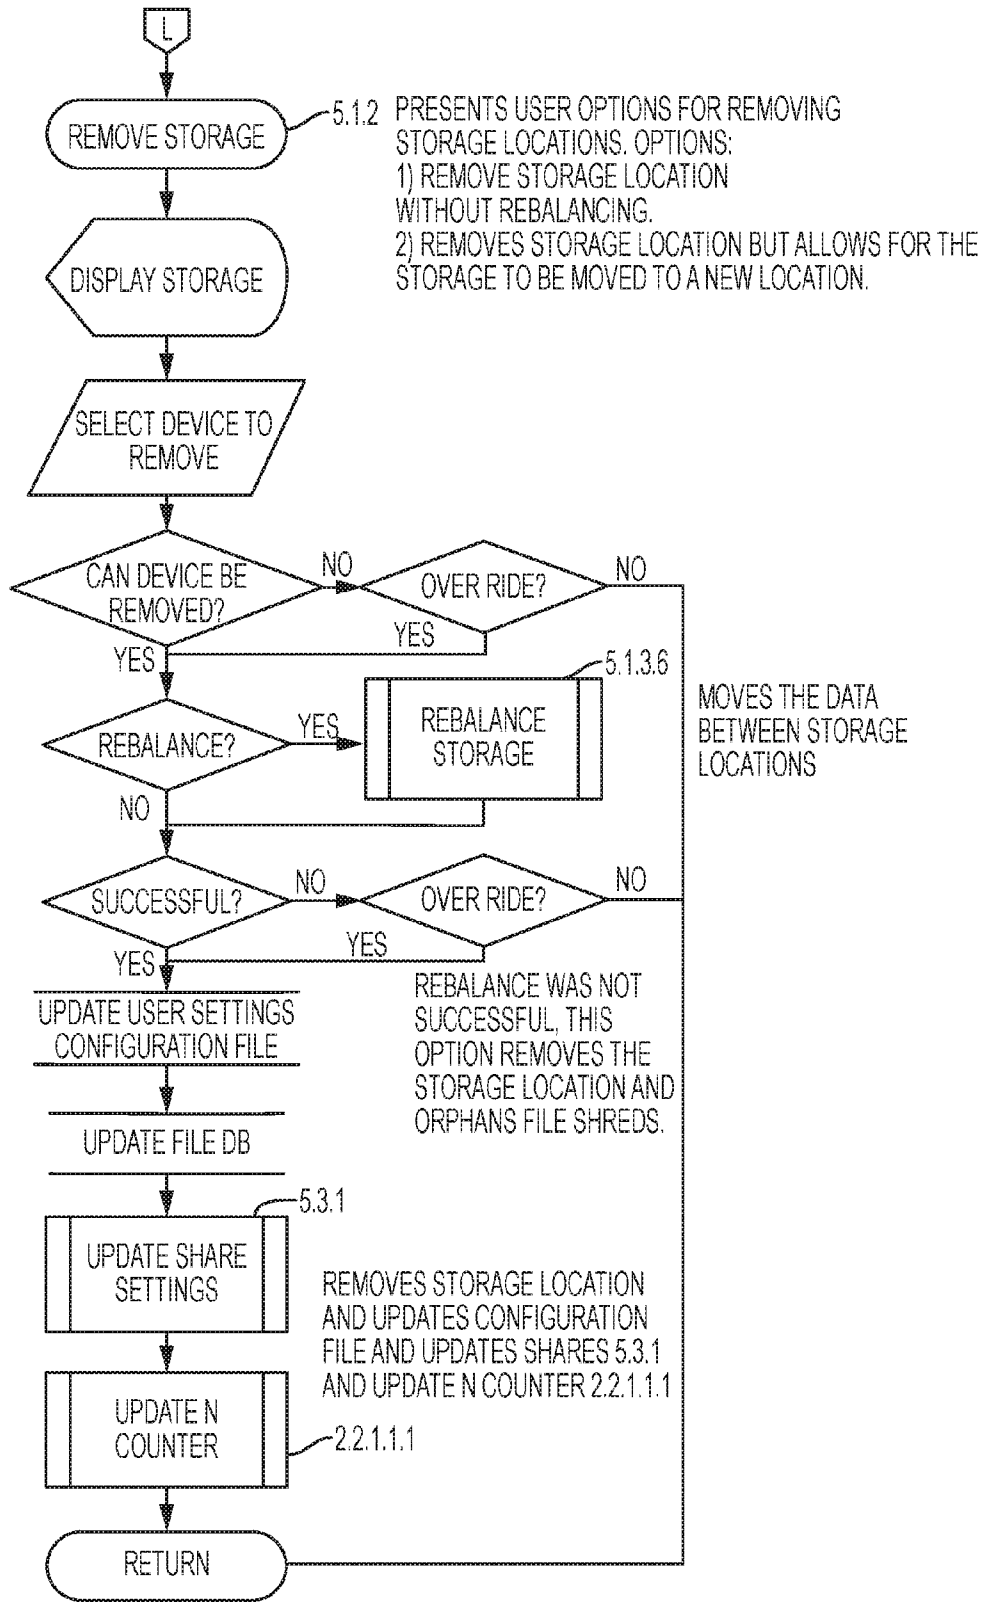 L
REMOVE STORAGE
5.1.2
PRESENTS USER OPTIONS FOR REMOVING
STORAGE LOCATIONS. OPTIONS:
1) REMOVE STORAGE LOCATION
WITHOUT REBALANCING.
2) REMOVES STORAGE LOCATION BUT ALLOWS FOR THE
STORAGE TO BE MOVED TO A NEW LOCATION.
DISPLAY STORAGE
SELECT DEVICE TO
REMOVE
CAN DEVICE BE
REMOVED?
NO
OVER RIDE?
NO
YES
YES
5.1.3.6
REBALANCE?
YES
REBALANCE
STORAGE
MOVES THE DATA
BETWEEN STORAGE
LOCATIONS
NO
SUCCESSFUL?
NO
OVER RIDE?
NO
YES
YES
REBALANCE WAS NOT
SUCCESSFUL, THIS
OPTION REMOVES THE
STORAGE LOCATION AND
ORPHANS FILE SHREDS.
UPDATE USER SETTINGS
CONFIGURATION FILE
UPDATE FILE DB
5.3.1
UPDATE SHARE
SETTINGS
REMOVES STORAGE LOCATION
AND UPDATES CONFIGURATION
FILE AND UPDATES SHARES 5.3.1
AND UPDATE N COUNTER 2.2.1.1.1
UPDATE N
COUNTER
2.2.1.1.1
RETURN